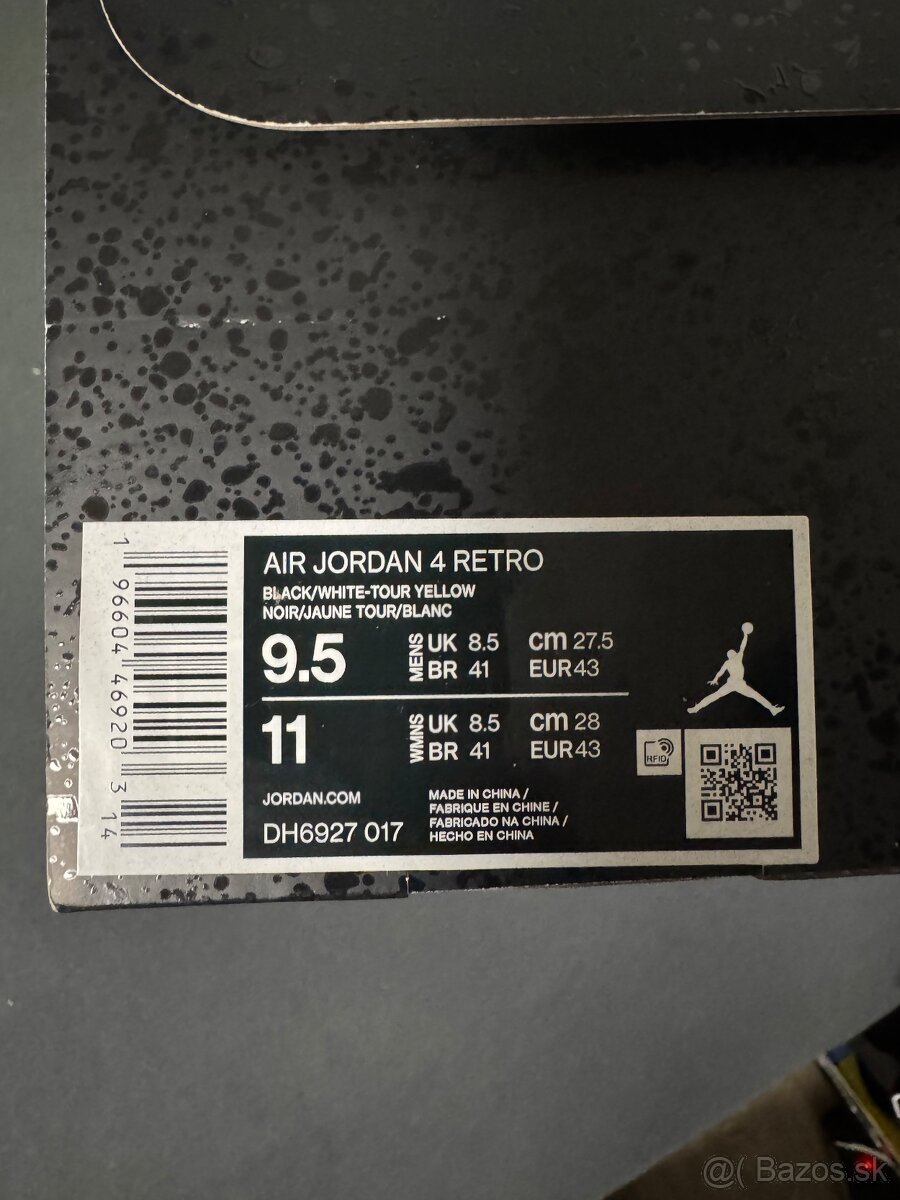 AIR JORDAN 4 RETRO
BLACK/WHITE-TOUR YELLOW
NOIR/JAUNE TOUR/BLANC
9.5 MENS UK 8.5 cm 27.5
BR 41 EUR 43
11 WMNS UK 8.5 cm 28
BR 41 EUR 43
RFID
JORDAN.COM
DH6927 017
MADE IN CHINA /
FABRIQUE EN CHINE /
FABRICADO NA CHINA /
HECHO EN CHINA
1 96604 46920 3 14
@( Bazos.sk